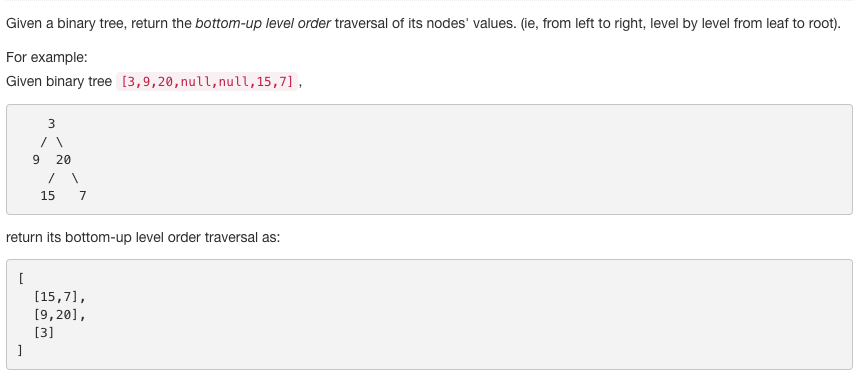 Given a binary tree, return the bottom-up level order traversal of its nodes' values. (ie, from left to right, level by level from leaf to root).
For example:
Given binary tree [3,9,20,null,null,15,7],
    3
   / \
  9  20
    /  \
   15   7
return its bottom-up level order traversal as:
[
  [15,7],
  [9,20],
  [3]
]